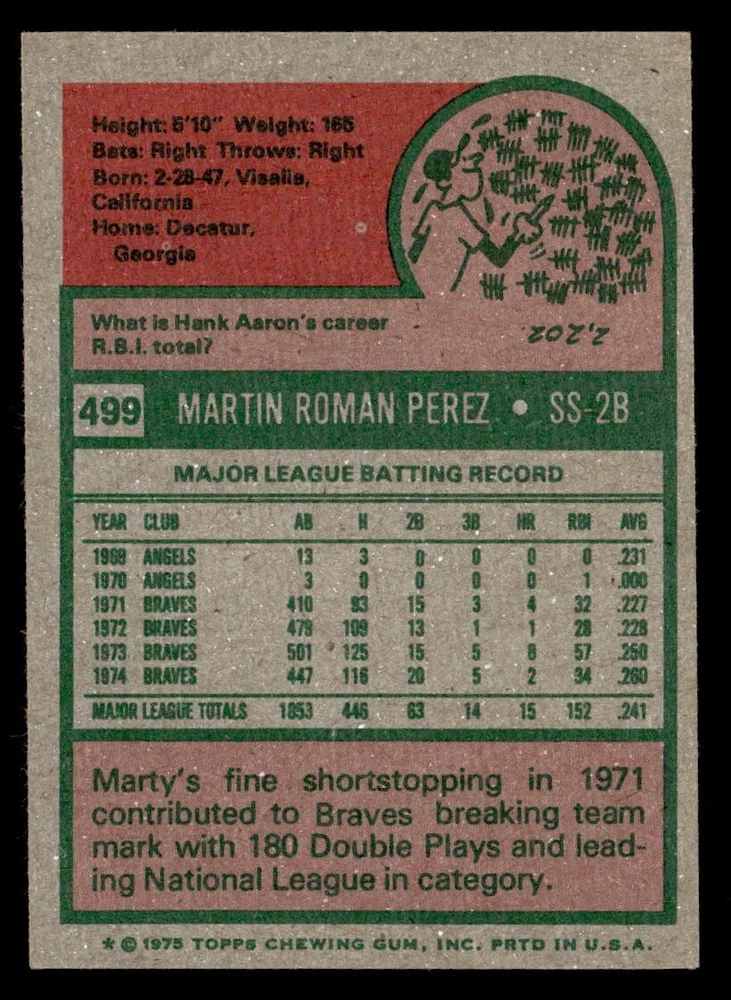 Height: 5'10" Weight: 165
Bats: Right Throws: Right
Born: 2-28-47, Visalia,
California
Home: Decatur,
Georgia
What is Hank Aaron's career
R.B.I. total?
2,202
499 MARTIN ROMAN PEREZ • SS-2B
MAJOR LEAGUE BATTING RECORD
YEAR CLUB AB H 2B 3B HR RBI AVG
1969 ANGELS 13 3 0 0 0 0 .231
1970 ANGELS 3 0 0 0 0 1 .000
1971 BRAVES 410 93 15 3 4 32 .227
1972 BRAVES 479 109 13 1 1 28 .228
1973 BRAVES 501 125 15 5 8 57 .250
1974 BRAVES 447 116 20 5 2 34 .260
MAJOR LEAGUE TOTALS 1853 446 63 14 15 152 .241
Marty's fine shortstopping in 1971
contributed to Braves breaking team
mark with 180 Double Plays and lead-
ing National League in category.
* © 1975 TOPPS CHEWING GUM, INC. PRTD IN U.S.A.